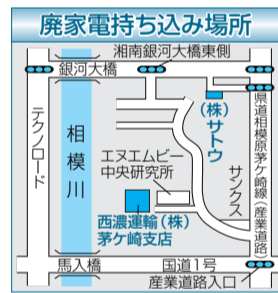 廃家電持ち込み場所
湘南銀河大橋東側
銀河大橋
テクノロード
相模川
(株)サトウ
県道相模原茅ケ崎線(産業道路)
エヌエムビー
中央研究所
サンクス
西濃運輸(株)
茅ケ崎支店
馬入橋
国道1号
産業道路入口